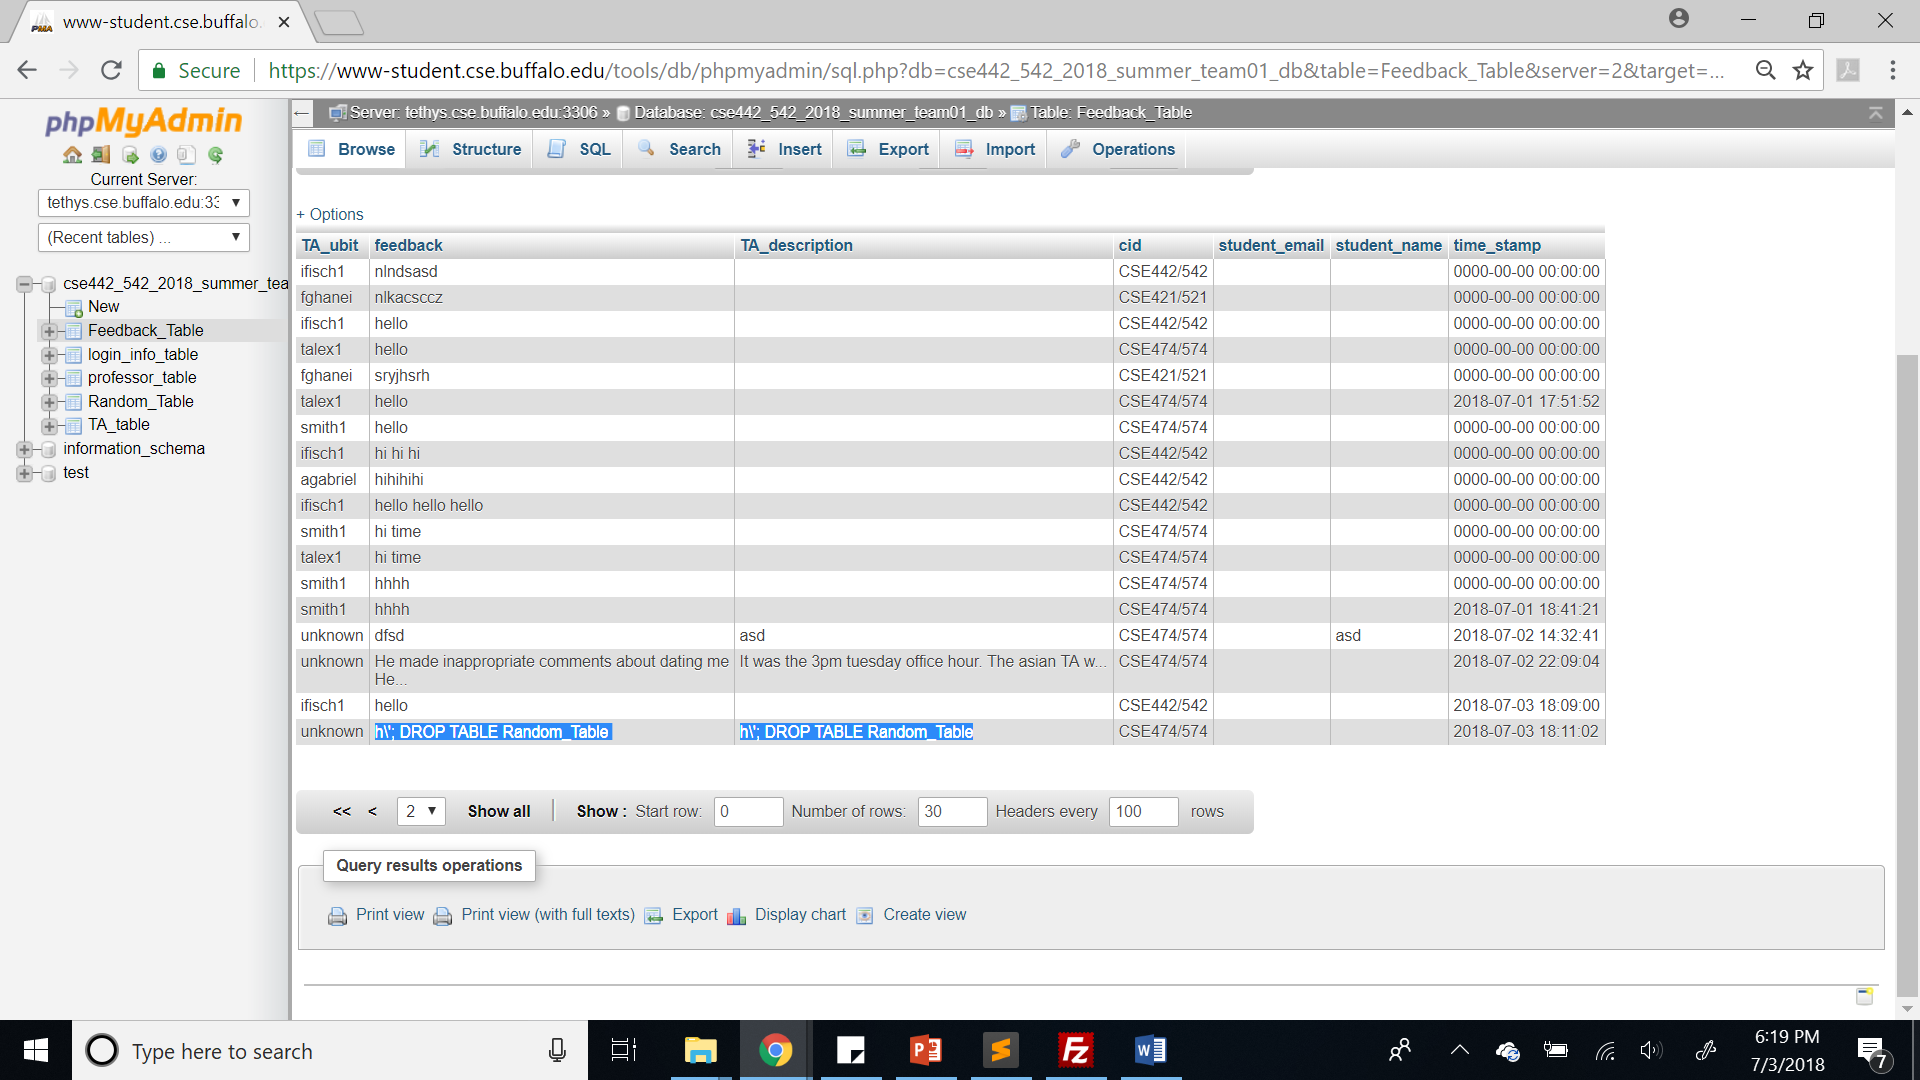 www-student.cse.buffalo.
Secure https://www-student.cse.buffalo.edu/tools/db/phpmyadmin/sql.php?db=cse442_542_2018_summer_team01_db&table=Feedback_Table&server=2&target=...
phpMyAdmin
Current Server:
tethys.cse.buffalo.edu:33
(Recent tables) ...
cse442_542_2018_summer_tea
New
Feedback_Table
login_info_table
professor_table
Random_Table
TA_table
information_schema
test
Server: tethys.cse.buffalo.edu:3306 » Database: cse442_542_2018_summer_team01_db » Table: Feedback_Table
Browse Structure SQL Search Insert Export Import Operations
+ Options
TA_ubit feedback TA_description cid student_email student_name time_stamp
ifisch1 nlndsasd CSE442/542 0000-00-00 00:00:00
fghanei nlkacsccz CSE421/521 0000-00-00 00:00:00
ifisch1 hello CSE442/542 0000-00-00 00:00:00
talex1 hello CSE474/574 0000-00-00 00:00:00
fghanei sryjhsrh CSE421/521 0000-00-00 00:00:00
talex1 hello CSE474/574 2018-07-01 17:51:52
smith1 hello CSE474/574 0000-00-00 00:00:00
ifisch1 hi hi hi CSE442/542 0000-00-00 00:00:00
agabriel hihihihi CSE442/542 0000-00-00 00:00:00
ifisch1 hello hello hello CSE442/542 0000-00-00 00:00:00
smith1 hi time CSE474/574 0000-00-00 00:00:00
talex1 hi time CSE474/574 0000-00-00 00:00:00
smith1 hhhh CSE474/574 0000-00-00 00:00:00
smith1 hhhh CSE474/574 2018-07-01 18:41:21
unknown dfsd asd CSE474/574 asd 2018-07-02 14:32:41
unknown He made inappropriate comments about dating me It was the 3pm tuesday office hour. The asian TA w... CSE474/574 2018-07-02 22:09:04
He...
ifisch1 hello CSE442/542 2018-07-03 18:09:00
unknown h\'; DROP TABLE Random_Table h\'; DROP TABLE Random_Table CSE474/574 2018-07-03 18:11:02
<< < 2 Show all Show : Start row: 0 Number of rows: 30 Headers every 100 rows
Query results operations
Print view Print view (with full texts) Export Display chart Create view
Type here to search
6:19 PM
7/3/2018
7